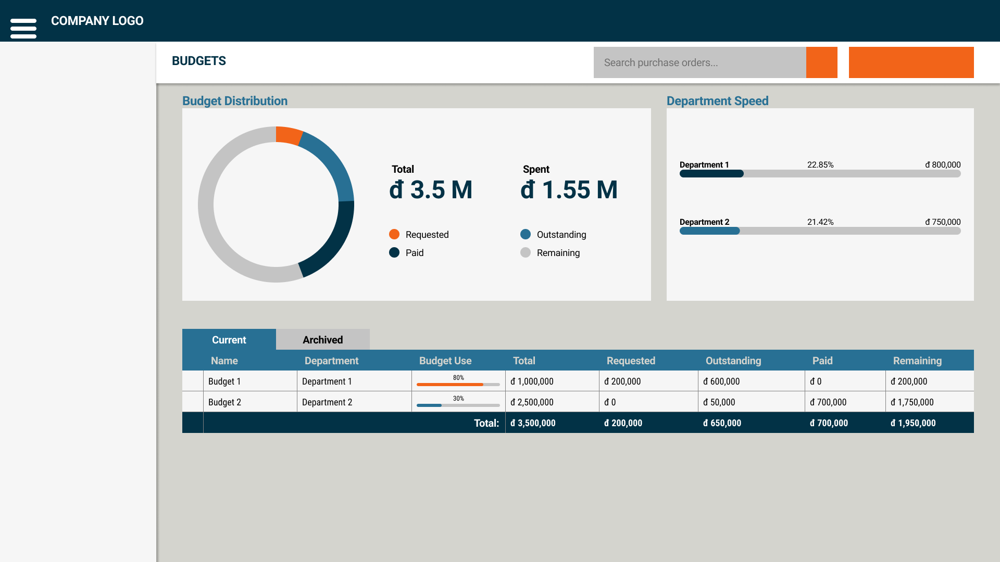 COMPANY LOGO
BUDGETS
Search purchase orders...
Budget Distribution
Department Speed
Total
đ 3.5 M
Spent
đ 1.55 M
Requested
Outstanding
Paid
Remaining
Department 1 22.85% đ 800,000
Department 2 21.42% đ 750,000
Current Archived
Name Department Budget Use Total Requested Outstanding Paid Remaining
Budget 1 Department 1 80% đ 1,000,000 đ 200,000 đ 600,000 đ 0 đ 200,000
Budget 2 Department 2 30% đ 2,500,000 đ 0 đ 50,000 đ 700,000 đ 1,750,000
Total: đ 3,500,000 đ 200,000 đ 650,000 đ 700,000 đ 1,950,000